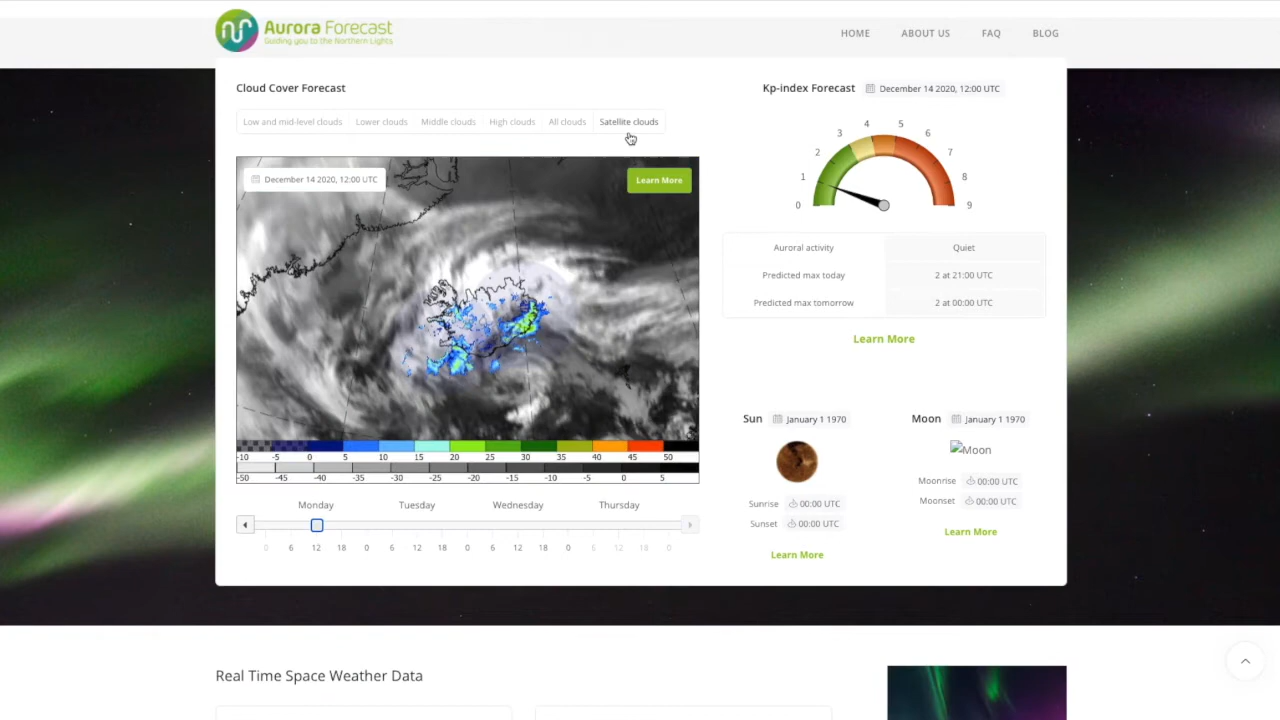 Aurora Forecast
Guiding you to the Northern Lights
HOME ABOUT US FAQ BLOG
Cloud Cover Forecast
Low and mid-level clouds Lower clouds Middle clouds High clouds All clouds Satellite clouds
December 14 2020, 12:00 UTC
Learn More
-10 -5 0 5 10 15 20 25 30 35 40 45 50
-50 -45 -40 -35 -30 -25 -20 -15 -10 -5 0 5
Monday Tuesday Wednesday Thursday
0 6 12 18 0 6 12 18 0 6 12 18 0 6 12 18 0
Kp-index Forecast December 14 2020, 12:00 UTC
0 1 2 3 4 5 6 7 8 9
Auroral activity Quiet
Predicted max today 2 at 21:00 UTC
Predicted max tomorrow 2 at 00:00 UTC
Learn More
Sun January 1 1970
Sunrise 00:00 UTC
Sunset 00:00 UTC
Learn More
Moon January 1 1970
Moon
Moonrise 00:00 UTC
Moonset 00:00 UTC
Learn More
Real Time Space Weather Data